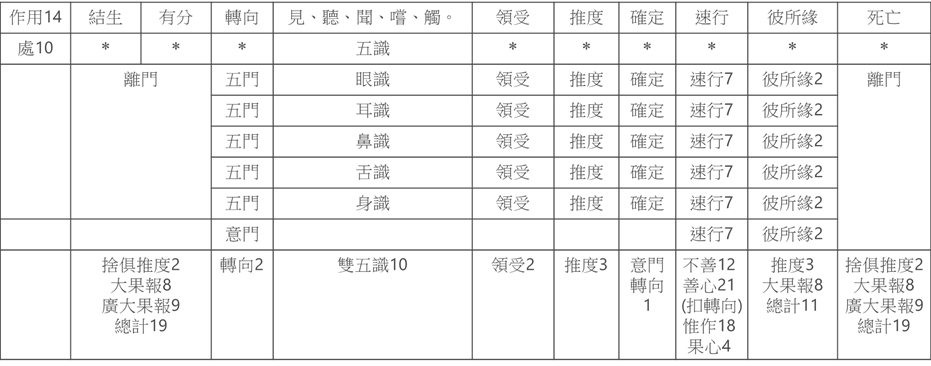 作用14 結生 有分 轉向 見、聽、聞、嚐、觸。 領受 推度 確定 速行 彼所緣 死亡
處10 * * * 五識 * * * * * *
離門 五門 眼識 領受 推度 確定 速行7 彼所緣2 離門
五門 耳識 領受 推度 確定 速行7 彼所緣2
五門 鼻識 領受 推度 確定 速行7 彼所緣2
五門 舌識 領受 推度 確定 速行7 彼所緣2
五門 身識 領受 推度 確定 速行7 彼所緣2
意門 速行7 彼所緣2
捨俱推度2
大果報8
廣大果報9
總計19
轉向2
雙五識10
領受2
推度3
意門
轉向
1
不善12
善心21
(扣轉向)
惟作18
果心4
推度3
大果報8
總計11
捨俱推度2
大果報8
廣大果報9
總計19